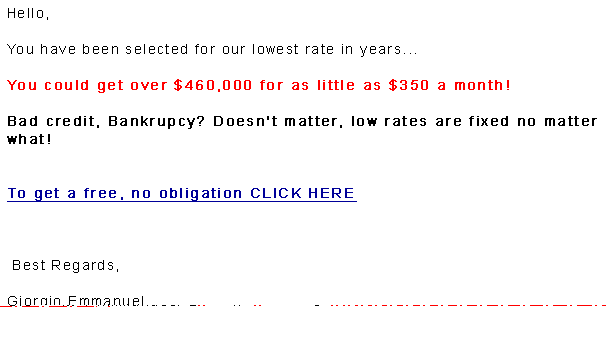 Hello,
You have been selected for our lowest rate in years...
You could get over $460,000 for as little as $350 a month!
Bad credit, Bankrupcy? Doesn't matter, low rates are fixed no matter
what!
To get a free, no obligation CLICK HERE
Best Regards,
Giorgio Emmanuel